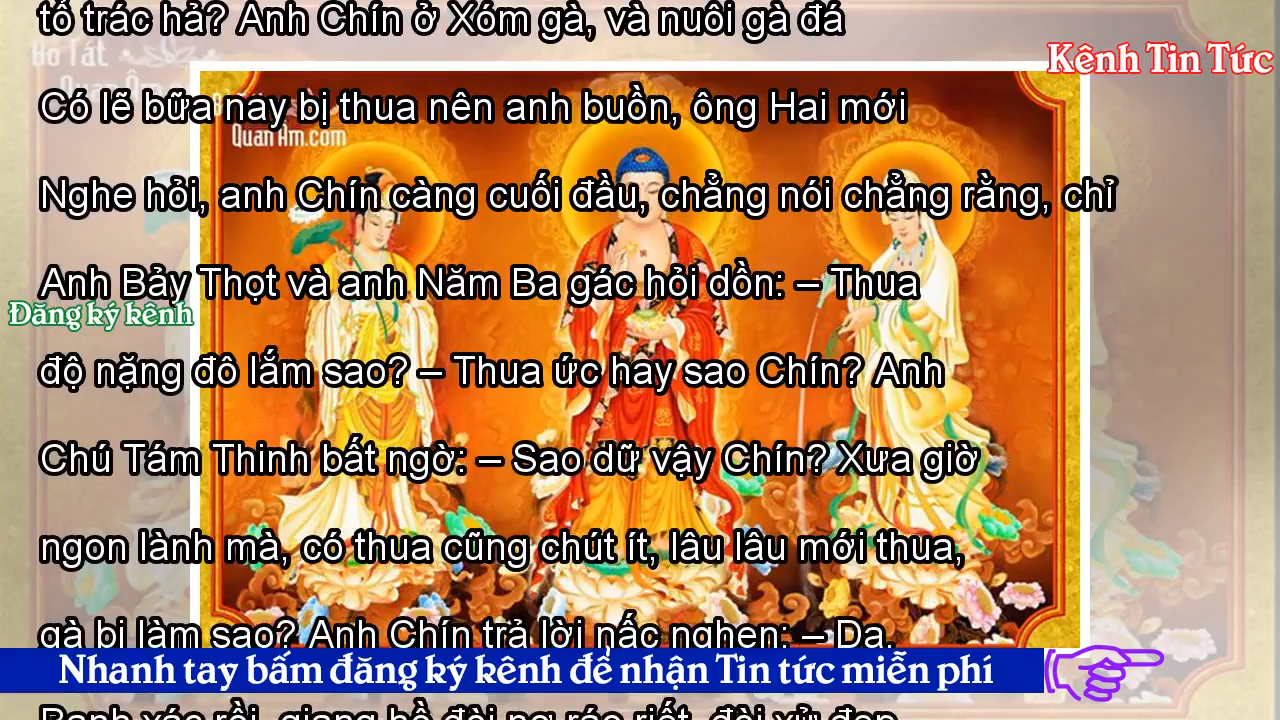 tổ trác hả? Anh Chín ở Xóm gà, và nuôi gà đá
Kênh Tin Tức
Có lẽ bữa nay bị thua nên anh buồn, ông Hai mới
Quan Âm.com
Nghe hỏi, anh Chín càng cuối đầu, chẳng nói chẳng rằng, chỉ
Anh Bảy Thọt và anh Năm Ba gác hỏi dồn: – Thua
Đăng ký kênh
độ nặng đô lắm sao? – Thua ức hay sao Chín? Anh
Chú Tám Thinh bất ngờ: – Sao dữ vậy Chín? Xưa giờ
ngon lành mà, có thua cũng chút ít, lâu lâu mới thua,
gà bị làm sao? Anh Chín trả lời nấc nghẹn: – Dạ,
Nhanh tay bấm đăng ký kênh để nhận Tin tức miễn phí